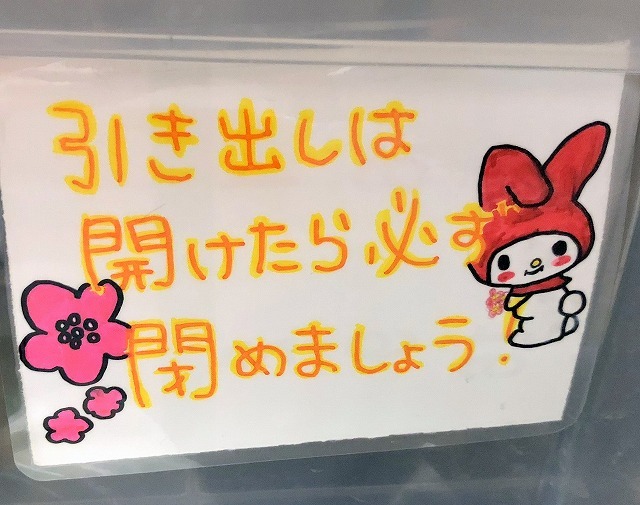 引き出しは
開けたら必ず
閉めましょう！